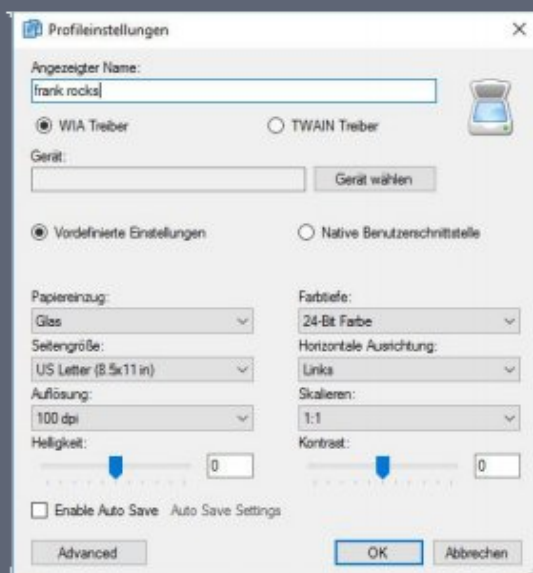 Profileinstellungen
Angezeigter Name:
frank rocks
WIA Treiber TWAIN Treiber
Gerät:
Gerät wählen
Vordefinierte Einstellungen Native Benutzerschnittstelle
Papiereinzug: Farbtiefe:
Glas 24-Bit Farbe
Seitengröße: Horizontale Ausrichtung:
US Letter (8.5x11 in) Links
Auflösung: Skalieren:
100 dpi 1:1
Helligkeit: Kontrast:
0 0
Enable Auto Save Auto Save Settings
Advanced OK Abbrechen